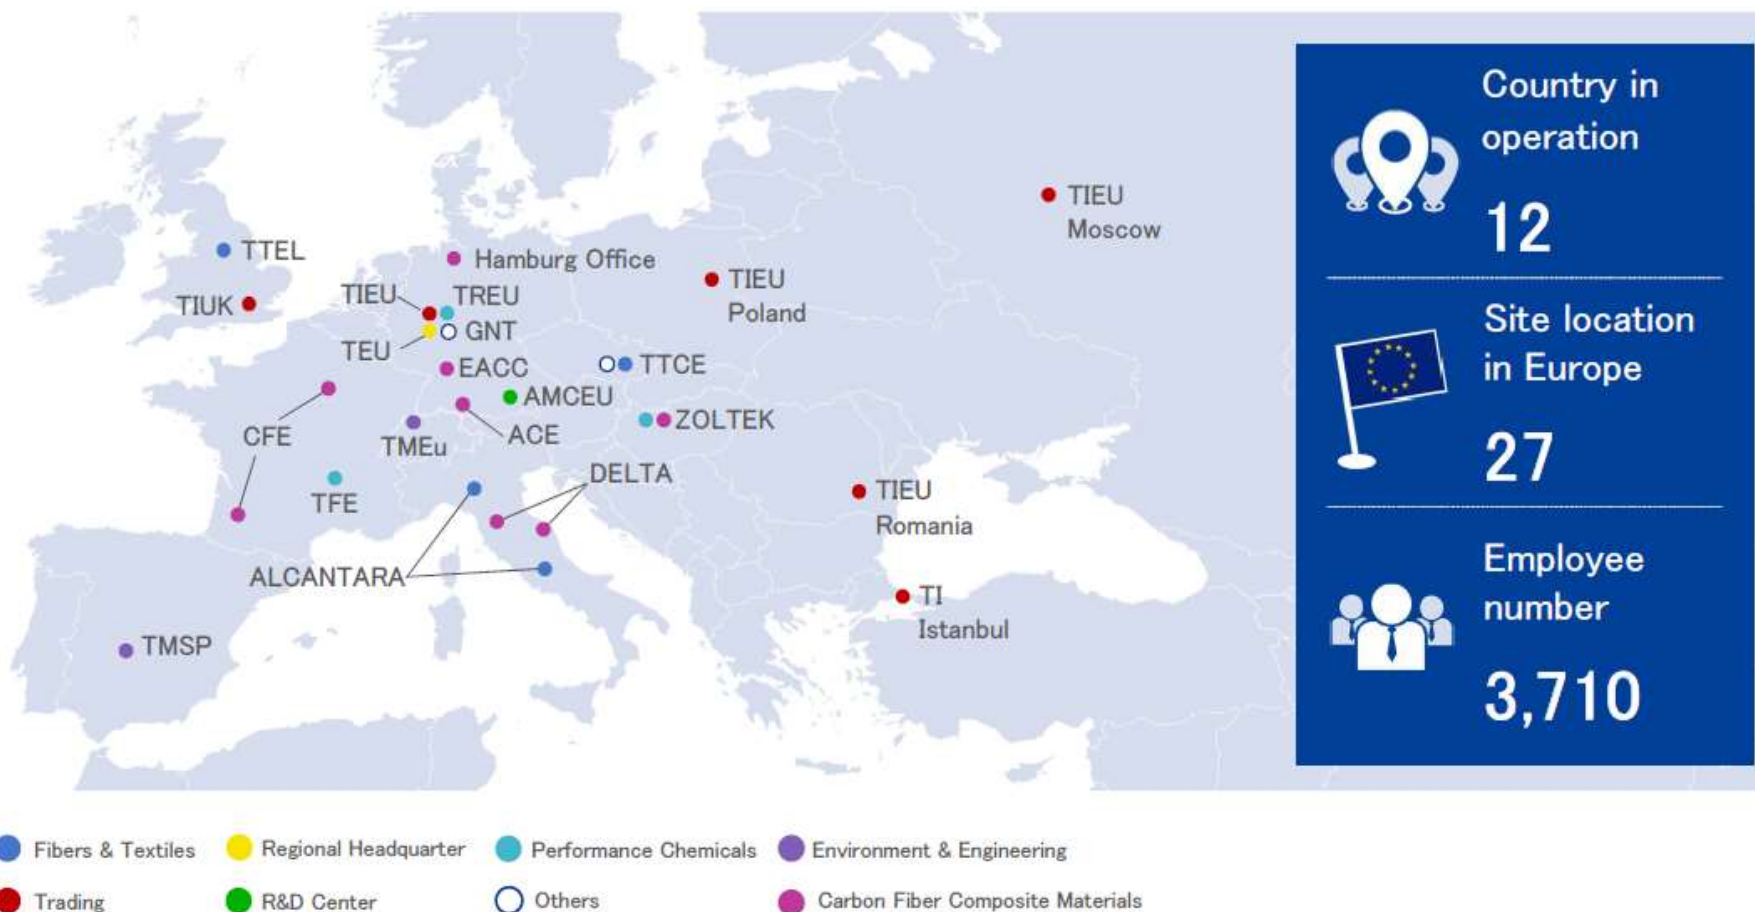 TTEL
TIUK
Hamburg Office
TIEU
TREU
TEU
GNT
EACC
TTCE
AMCEU
CFE
TMEu
ACE
ZOLTEK
TFE
DELTA
ALCANTARA
TMSP
TIEU
Moscow
TIEU
Poland
TIEU
Romania
TI
Istanbul
Country in
operation
12
Site location
in Europe
27
Employee
number
3,710
Fibers & Textiles
Regional Headquarter
Performance Chemicals
Environment & Engineering
Trading
R&D Center
Others
Carbon Fiber Composite Materials